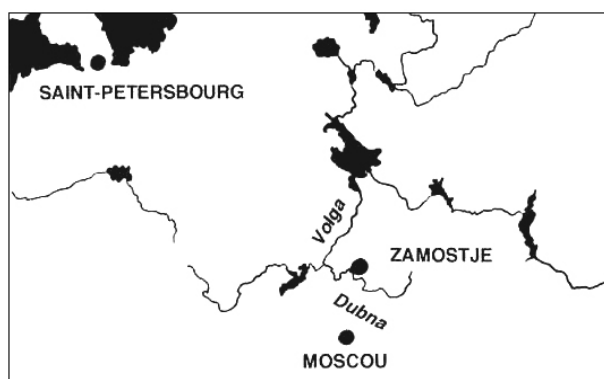 SAINT-PETERSBOURG
Volga
ZAMOSTJE
Dubna
MOSCOU